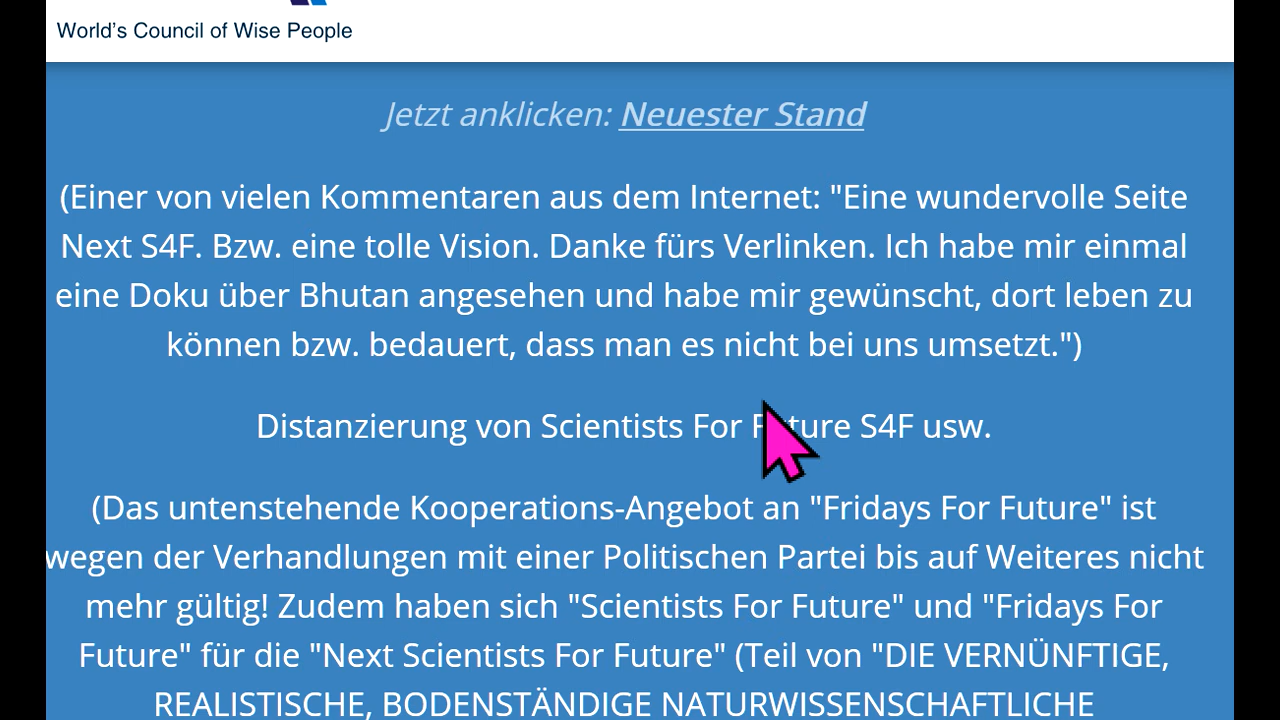 World's Council of Wise People
Jetzt anklicken: Neuester Stand
(Einer von vielen Kommentaren aus dem Internet: "Eine wundervolle Seite
Next S4F. Bzw. eine tolle Vision. Danke fürs Verlinken. Ich habe mir einmal
eine Doku über Bhutan angesehen und habe mir gewünscht, dort leben zu
können bzw. bedauert, dass man es nicht bei uns umsetzt.")
Distanzierung von Scientists For Future S4F usw.
(Das untenstehende Kooperations-Angebot an "Fridays For Future" ist
wegen der Verhandlungen mit einer Politischen Partei bis auf Weiteres nicht
mehr gültig! Zudem haben sich "Scientists For Future" und "Fridays For
Future" für die "Next Scientists For Future" (Teil von "DIE VERNÜNFTIGE,
REALISTISCHE, BODENSTÄNDIGE NATURWISSENSCHAFTLICHE